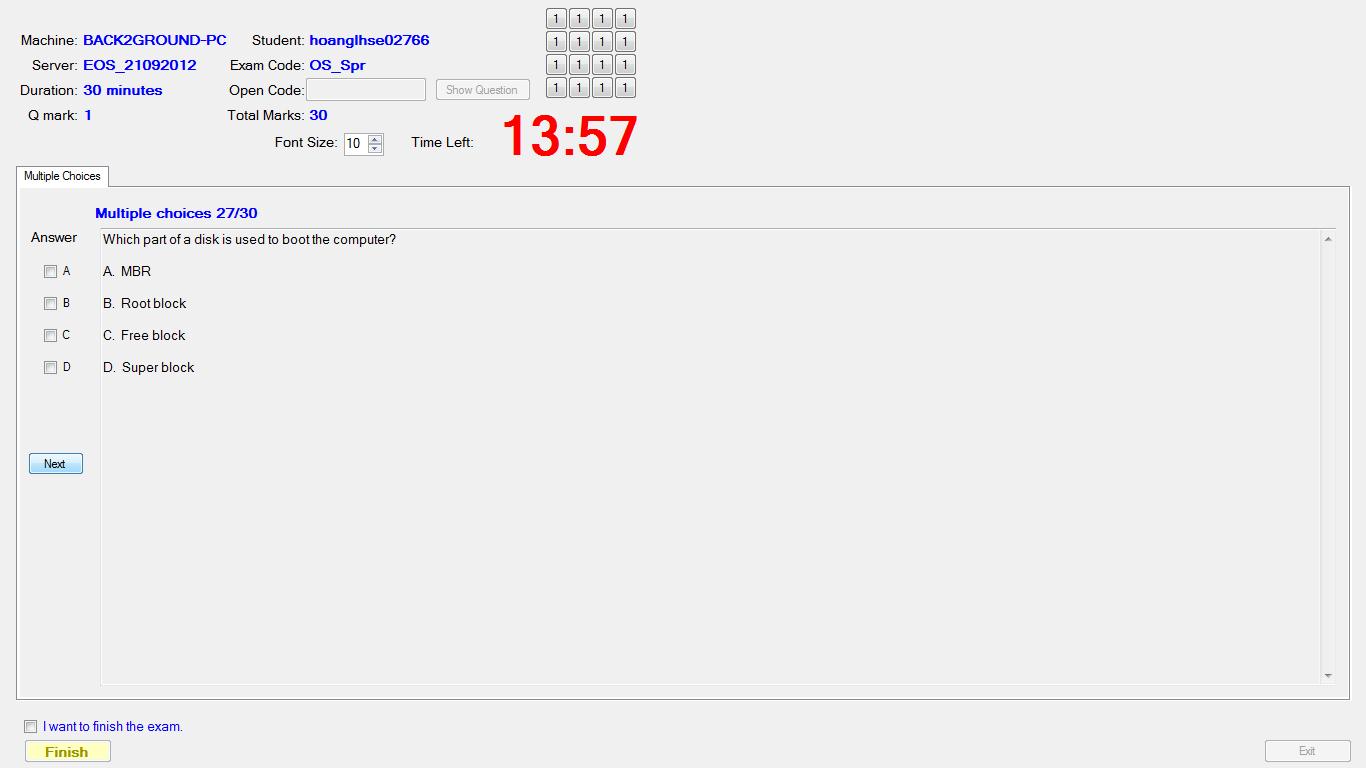 Machine: BACK2GROUND-PC Student: hoanglhse02766
Server: EOS_21092012 Exam Code: OS_Spr
Duration: 30 minutes Open Code: Show Question
Q mark: 1 Total Marks: 30
1 1 1 1
1 1 1 1
1 1 1 1
1 1 1 1
Font Size: 10 Time Left: 13:57
Multiple Choices
Multiple choices 27/30
Answer
Which part of a disk is used to boot the computer?
A A. MBR
B B. Root block
C C. Free block
D D. Super block
Next
I want to finish the exam.
Finish
Exit